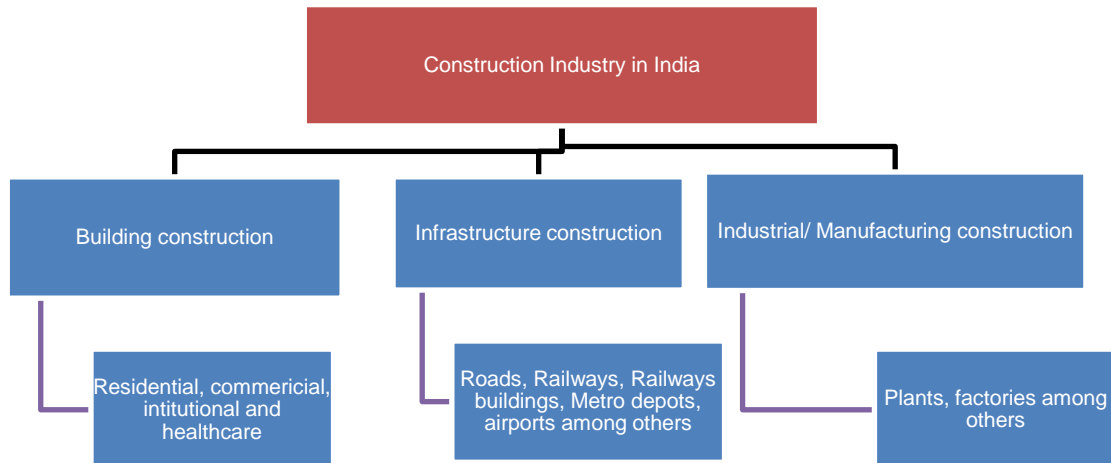 Construction Industry in India
Building construction
Infrastructure construction
Industrial/ Manufacturing construction
Residential, commericial,
intitutional and
healthcare
Roads, Railways, Railways
buildings, Metro depots,
airports among others
Plants, factories among
others